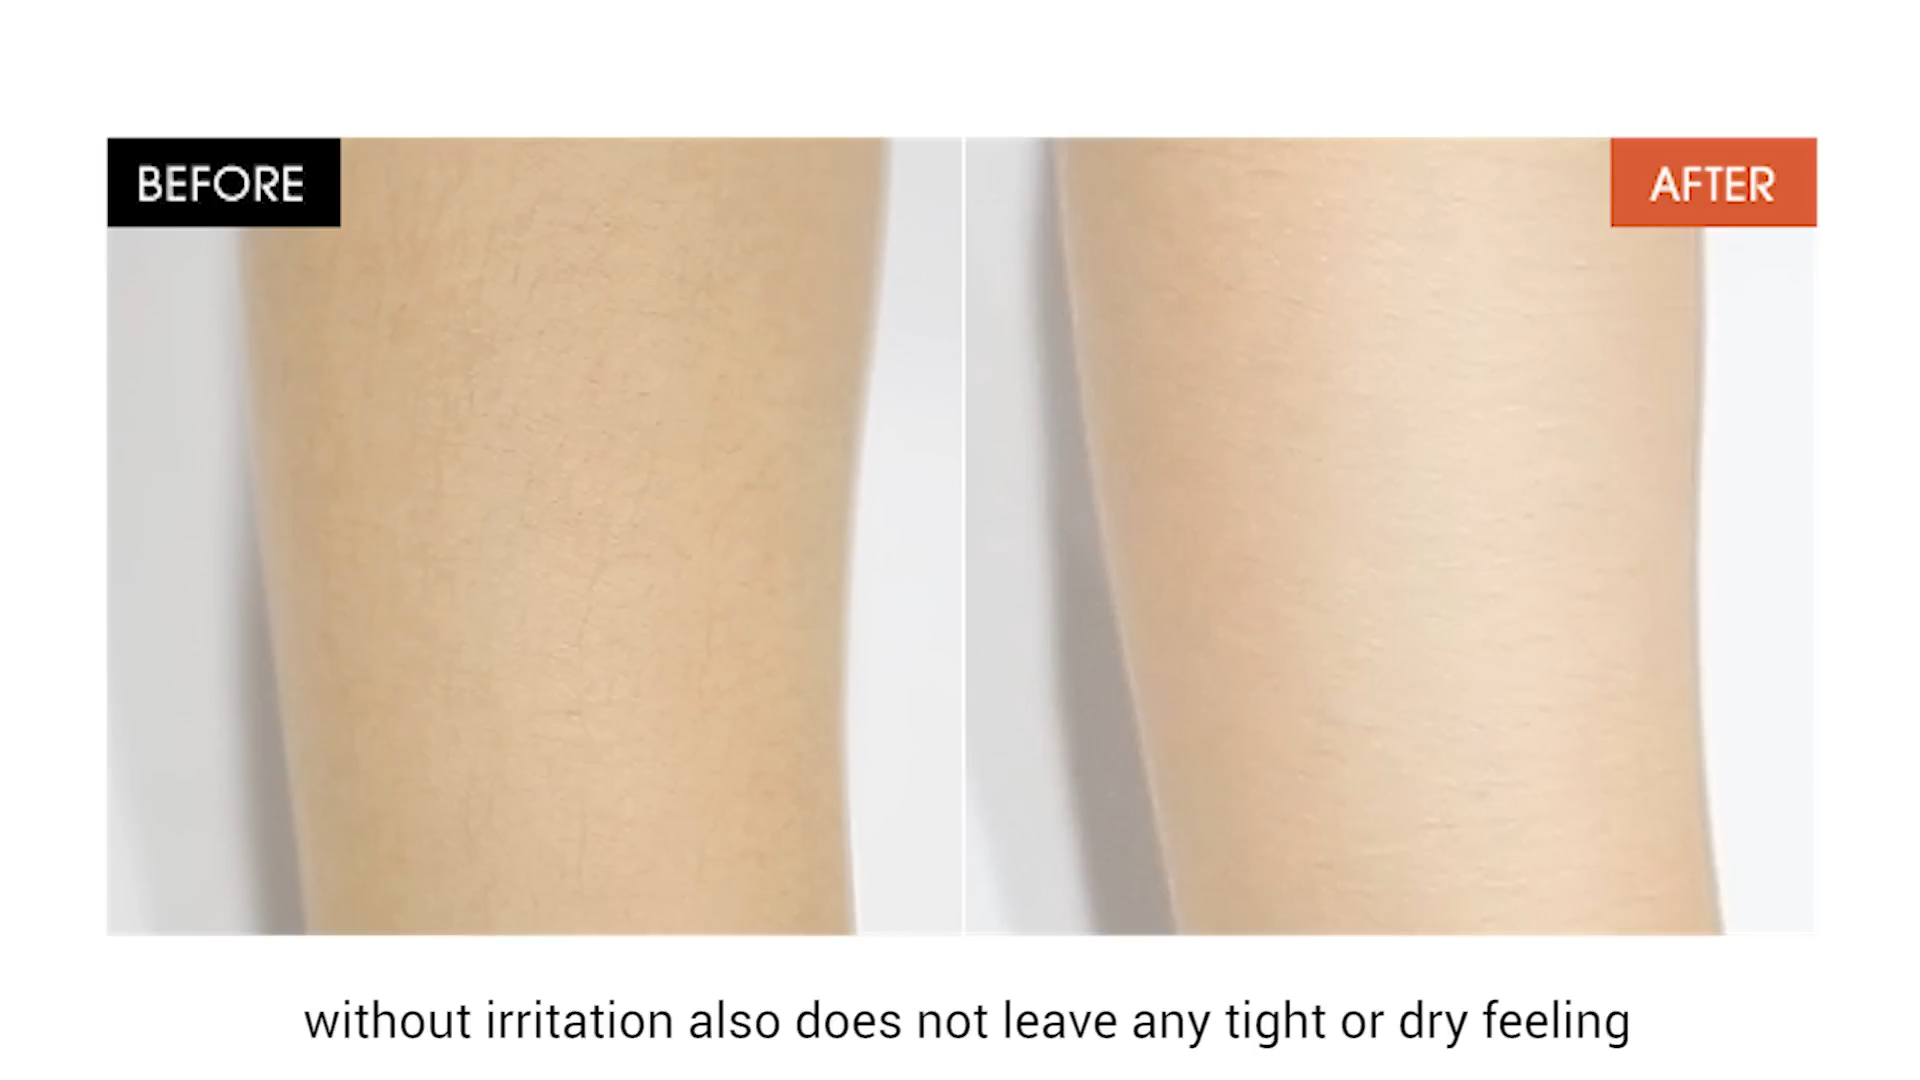 BEFORE
AFTER
without irritation also does not leave any tight or dry feeling